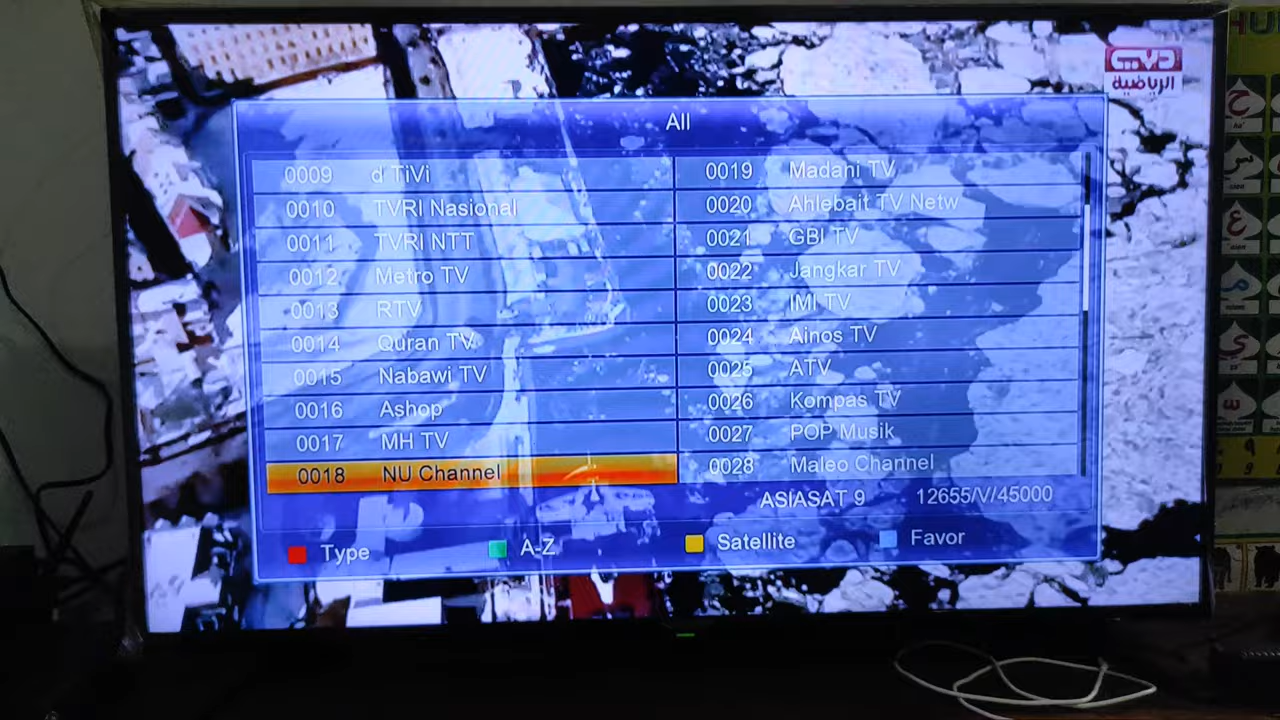 دبي
الرياضية
HU
All
0009 d TiVi
0010 TVRI Nasional
0011 TVRI NTT
0012 Metro TV
0013 RTV
0014 Quran TV
0015 Nabawi TV
0016 Ashop
0017 MH TV
0018 NU Channel
0019 Madani TV
0020 Ahlebait TV Netw
0021 GBI TV
0022 Jangkar TV
0023 IMI TV
0024 Ainos TV
0025 ATV
0026 Kompas TV
0027 POP Musik
0028 Maleo Channel
ASIASAT 9 12655/V/45000
Type A-Z Satellite Favor
ح
ع
م
ي